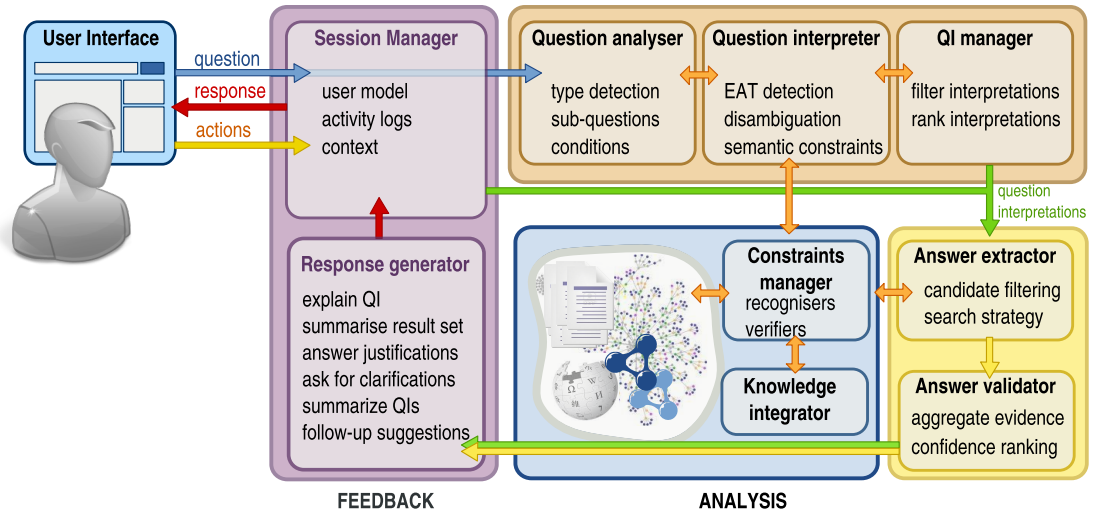 User Interface
question
response
actions
Session Manager
user model
activity logs
context
Question analyser
type detection
sub-questions
conditions
Question interpreter
EAT detection
disambiguation
semantic constraints
QI manager
filter interpretations
rank interpretations
question
interpretations
Response generator
explain QI
summarise result set
answer justifications
ask for clarifications
summarize QIs
follow-up suggestions
Constraints
manager
recognisers
verifiers
Knowledge
integrator
Answer extractor
candidate filtering
search strategy
Answer validator
aggregate evidence
confidence ranking
W
Ω
FEEDBACK
ANALYSIS